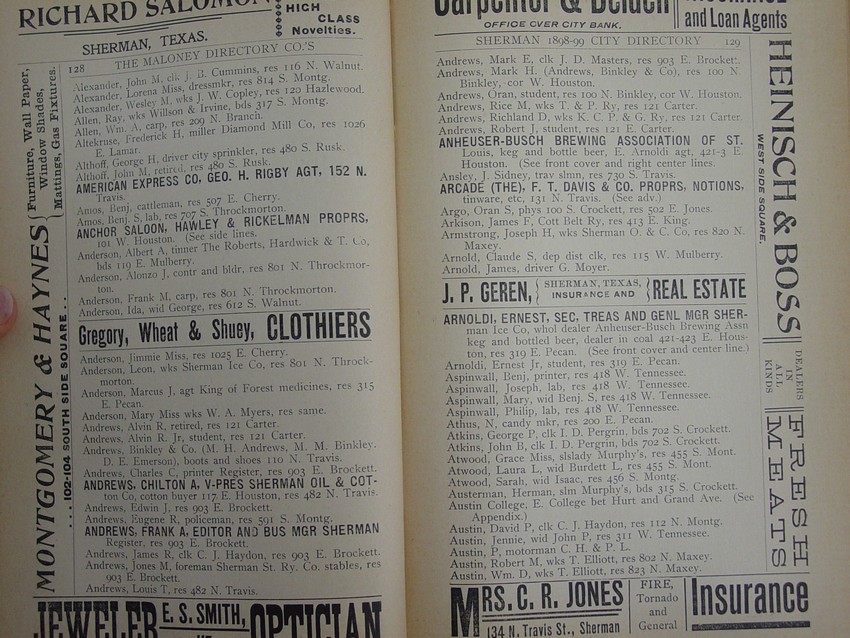 RICHARD SALOMON
HIGH
CLASS
Novelties.
SHERMAN, TEXAS.
128 THE MALONEY DIRECTORY CO.'S
Alexander, John M, clk J. B. Cummins, res 116 N. Walnut.
Alexander, Lorena Miss, dressmkr, res 814 S. Montg.
Alexander, Wesley M, wks J. W. Copley, res 120 Hazlewood.
Allen, Ray, wks Willson & Irvine, bds 317 S. Montg.
Allen, Wm. A, carp, res 209 N. Branch.
Altekruse, Frederick H, miller Diamond Mill Co, res 1026
E. Lamar.
Althoff, George H, driver city sprinkler, res 480 S. Rusk.
Althoff, John M, retired, res 480 S. Rusk.
AMERICAN EXPRESS CO, GEO. H. RIGBY AGT, 152 N.
Travis.
Amos, Benj, cattleman, res 507 E. Cherry.
Amos, Benj. S, lab, res 707 S. Throckmorton.
ANCHOR SALOON, HAWLEY & RICKELMAN PROPRS,
101 W. Houston. (See side lines.
Anderson, Albert A, tinner The Roberts, Hardwick & T. Co,
bds 119 E. Mulberry.
Anderson, Alonzo J, contr and bldr, res 801 N. Throckmor-
ton.
Anderson, Frank M, carp, res 801 N. Throckmorton.
Anderson, Ida, wid George, res 612 S. Walnut.
Gregory, Wheat & Shuey, CLOTHIERS
Anderson, Jimmie Miss, res 1025 E. Cherry.
Anderson, Leon, wks Sherman Ice Co, res 801 N. Throck-
morton.
Anderson, Marcus J, agt King of Forest medicines, res 315
E. Pecan.
Anderson, Mary Miss wks W. A. Myers, res same.
Andrews, Alvin R, retired, res 121 Carter.
Andrews, Alvin R. Jr, student, res 121 Carter.
Andrews, Binkley & Co. (M. H. Andrews, M. M. Binkley.
D. E. Emerson), boots and shoes 110 N. Travis.
Andrews, Charles C, printer Register, res 903 E. Brockett.
ANDREWS, CHILTON A, V-PRES SHERMAN OIL & COT-
ton Co, cotton buyer 117 E. Houston, res 482 N. Travis.
Andrews, Edwin J, res 903 E. Brockett.
Andrews, Eugene R, policeman, res 591 S. Montg.
ANDREWS, FRANK A, EDITOR AND BUS MGR SHERMAN
Register, res 903 E. Brockett.
Andrews, James R, clk C. J. Haydon, res 903 E. Brockett.
Andrews, Jones M, foreman Sherman St. Ry. Co. stables, res
903 E. Brockett.
Andrews, Louis T, res 482 N. Travis.
JEWELER E. S. SMITH, OPTICIAN
MONTGOMERY & HAYNES
Furniture, Wall Paper,
Window Shades,
Mattings, Gas Fixtures.
... 102-104 SOUTH SIDE SQUARE ...
Carpenter & Belden
OFFICE OVER CITY BANK.
INSURANCE
and Loan Agents
SHERMAN 1898-99 CITY DIRECTORY 129
Andrews, Mark E, clk J. D. Masters, res 903 E. Brockett.
Andrews, Mark H. (Andrews, Binkley & Co), res 100 N.
Binkley, cor W. Houston.
Andrews, Oran, student, res 100 N. Binkley, cor W. Houston.
Andrews, Rice M, wks T. & P. Ry, res 121 Carter.
Andrews, Richland D, wks K. C. P. & G. Ry, res 121 Carter.
Andrews, Robert J, student, res 121 E. Carter.
ANHEUSER-BUSCH BREWING ASSOCIATION OF ST.
Louis, keg and bottle beer, E. Arnoldi agt, 421-3 E.
Houston. (See front cover and right center lines.
Ansley, J. Sidney, trav slmn, res 730 S. Travis.
ARCADE (THE), F. T. DAVIS & CO. PROPRS, NOTIONS,
tinware, etc, 131 N. Travis. (See adv.)
Argo, Oran S, phys 100 S. Crockett, res 502 E. Jones.
Arkison, James P, Cott Belt Ry, res 413 E. King.
Armstrong, Joseph H, wks Sherman O. & C. Co, res 820 N.
Maxey.
Arnold, Claude S, dep dist clk, res 115 W. Mulberry.
Arnold, James, driver G. Moyer.
J. P. GEREN, SHERMAN, TEXAS, INSURANCE AND REAL ESTATE
ARNOLDI, ERNEST, SEC, TREAS AND GENL MGR SHER-
man Ice Co, whol dealer Anheuser-Busch Brewing Assn
keg and bottled beer, dealer in coal 421-423 E. Hous-
ton, res 319 E. Pecan. (See front cover and center line.)
Arnoldi, Ernest Jr, student, res 319 E. Pecan.
Aspinwall, Benj, printer, res 418 W. Tennessee.
Aspinwall, Joseph, lab, res 418 W. Tennessee.
Aspinwall, Mary, wid Benj. S, res 418 W. Tennessee.
Aspinwall, Philip, lab, res 418 W. Tennessee.
Athus, N, candy mkr, res 200 E. Pecan.
Atkins, George P, clk I. D. Pergrin, bds 702 S. Crockett.
Atkins, John B, clk I. D. Pergrin, bds 702 S. Crockett.
Atwood, Grace Miss, slslady Murphy's, res 455 S. Mont.
Atwood, Laura L, wid Burdett L, res 455 S. Mont.
Atwood, Sarah, wid Isaac, res 456 S. Montg.
Austerman, Herman, slm Murphy's, bds 315 S. Crockett.
Austin College, E. College bet Hurt and Grand Ave. (See
Appendix.)
Austin, David P, clk C. J. Haydon, res 112 N. Montg.
Austin, Jennie, wid John P, res 311 W. Tennessee.
Austin, P, motorman C. H. & P. L.
Austin, Robert M, wks T. Elliott, res 802 N. Maxey.
Austin, Wm. D, wks T. Elliott, res 823 N. Maxey.
MRS. C. R. JONES
134 N. Travis St., Sherman
FIRE,
Tornado
and
General
Insurance
HEINISCH & BOSS
WEST SIDE SQUARE.
DEALERS
IN
ALL
KINDS
FRESH
MEATS